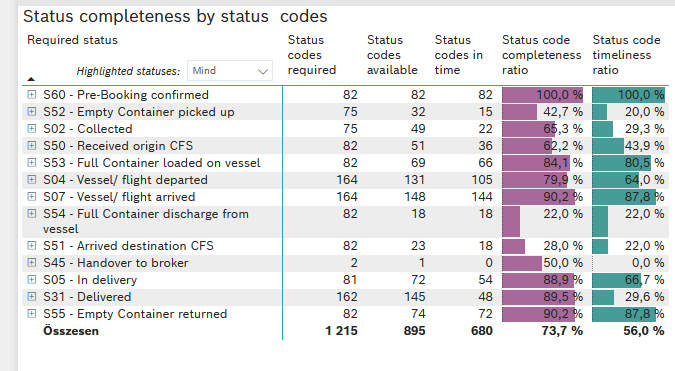 Status completeness by status codes
Required status Status codes required Status codes available Status codes in time Status code completeness ratio Status code timeliness ratio
Highlighted statuses: Mind
S60 - Pre-Booking confirmed 82 82 82 100,0 % 100,0 %
S52 - Empty Container picked up 75 32 15 42,7 % 20,0 %
S02 - Collected 75 49 22 65,3 % 29,3 %
S50 - Received origin CFS 82 51 36 62,2 % 43,9 %
S53 - Full Container loaded on vessel 82 69 66 84,1 % 80,5 %
S04 - Vessel/ flight departed 164 131 105 79,9 % 64,0 %
S07 - Vessel/ flight arrived 164 148 144 90,2 % 87,8 %
S54 - Full Container discharge from vessel 82 18 18 22,0 % 22,0 %
S51 - Arrived destination CFS 82 23 18 28,0 % 22,0 %
S45 - Handover to broker 2 1 0 50,0 % 0,0 %
S05 - In delivery 81 72 54 88,9 % 66,7 %
S31 - Delivered 162 145 48 89,5 % 29,6 %
S55 - Empty Container returned 82 74 72 90,2 % 87,8 %
Összesen 1 215 895 680 73,7 % 56,0 %